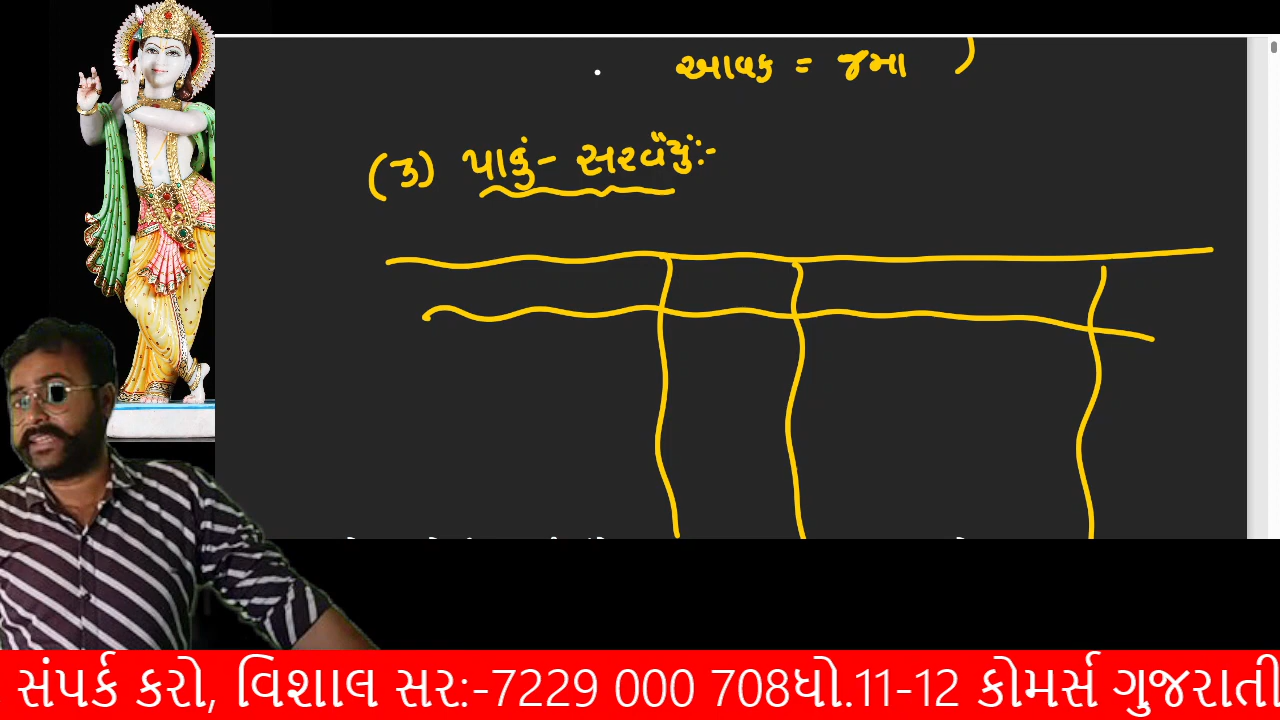 આવક = જમા )
(૩) પાકું- સરવૈયું:-
સંપર્ક કરો, વિશાલ સર:-7229 000 708ધો.11-12 કોમર્સ ગુજરાતી